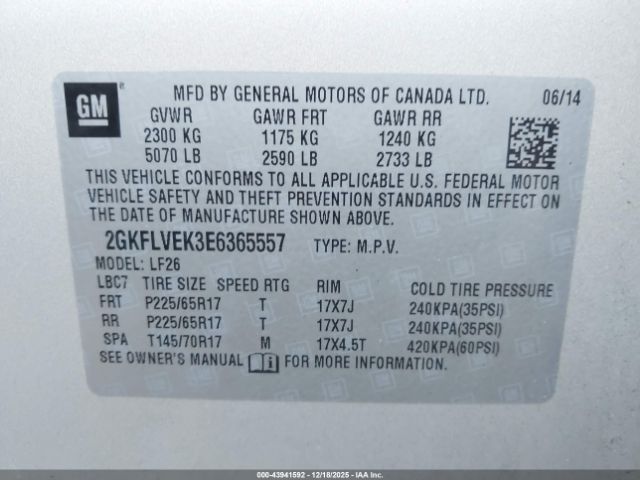 GM ®
MFD BY GENERAL MOTORS OF CANADA LTD. 06/14
GVWR GAWR FRT GAWR RR
2300 KG 1175 KG 1240 KG
5070 LB 2590 LB 2733 LB
THIS VEHICLE CONFORMS TO ALL APPLICABLE U.S. FEDERAL MOTOR
VEHICLE SAFETY AND THEFT PREVENTION STANDARDS IN EFFECT ON
THE DATE OF MANUFACTURE SHOWN ABOVE.
2GKFLVEK3E6365557 TYPE: M.P.V.
MODEL: LF26
LBC7 TIRE SIZE SPEED RTG RIM COLD TIRE PRESSURE
FRT P225/65R17 T 17X7J 240KPA(35PSI)
RR P225/65R17 T 17X7J 240KPA(35PSI)
SPA T145/70R17 M 17X4.5T 420KPA(60PSI)
SEE OWNER'S MANUAL FOR MORE INFORMATION.
000-43941592 - 12/18/2025 - IAA, Inc.